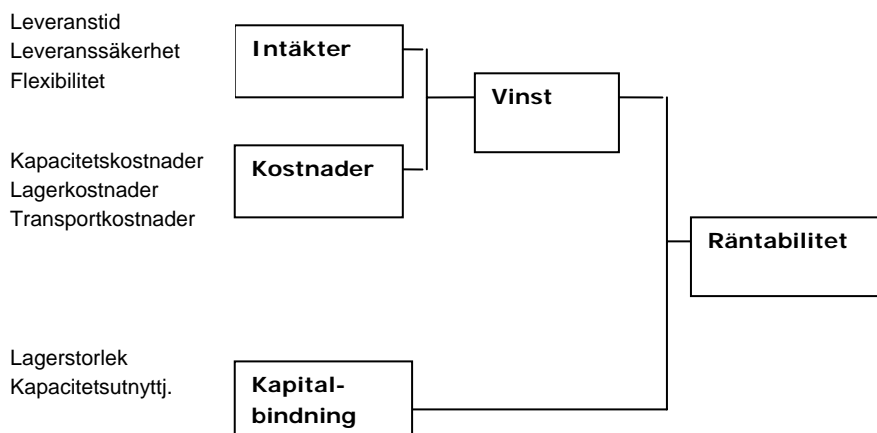 Leveranstid
Leveranssäkerhet
Flexibilitet
Intäkter
Vinst
Kapacitetskostnader
Lagerkostnader
Transportkostnader
Kostnader
Räntabilitet
Lagerstorlek
Kapacitetsutnyttj.
Kapital-
bindning